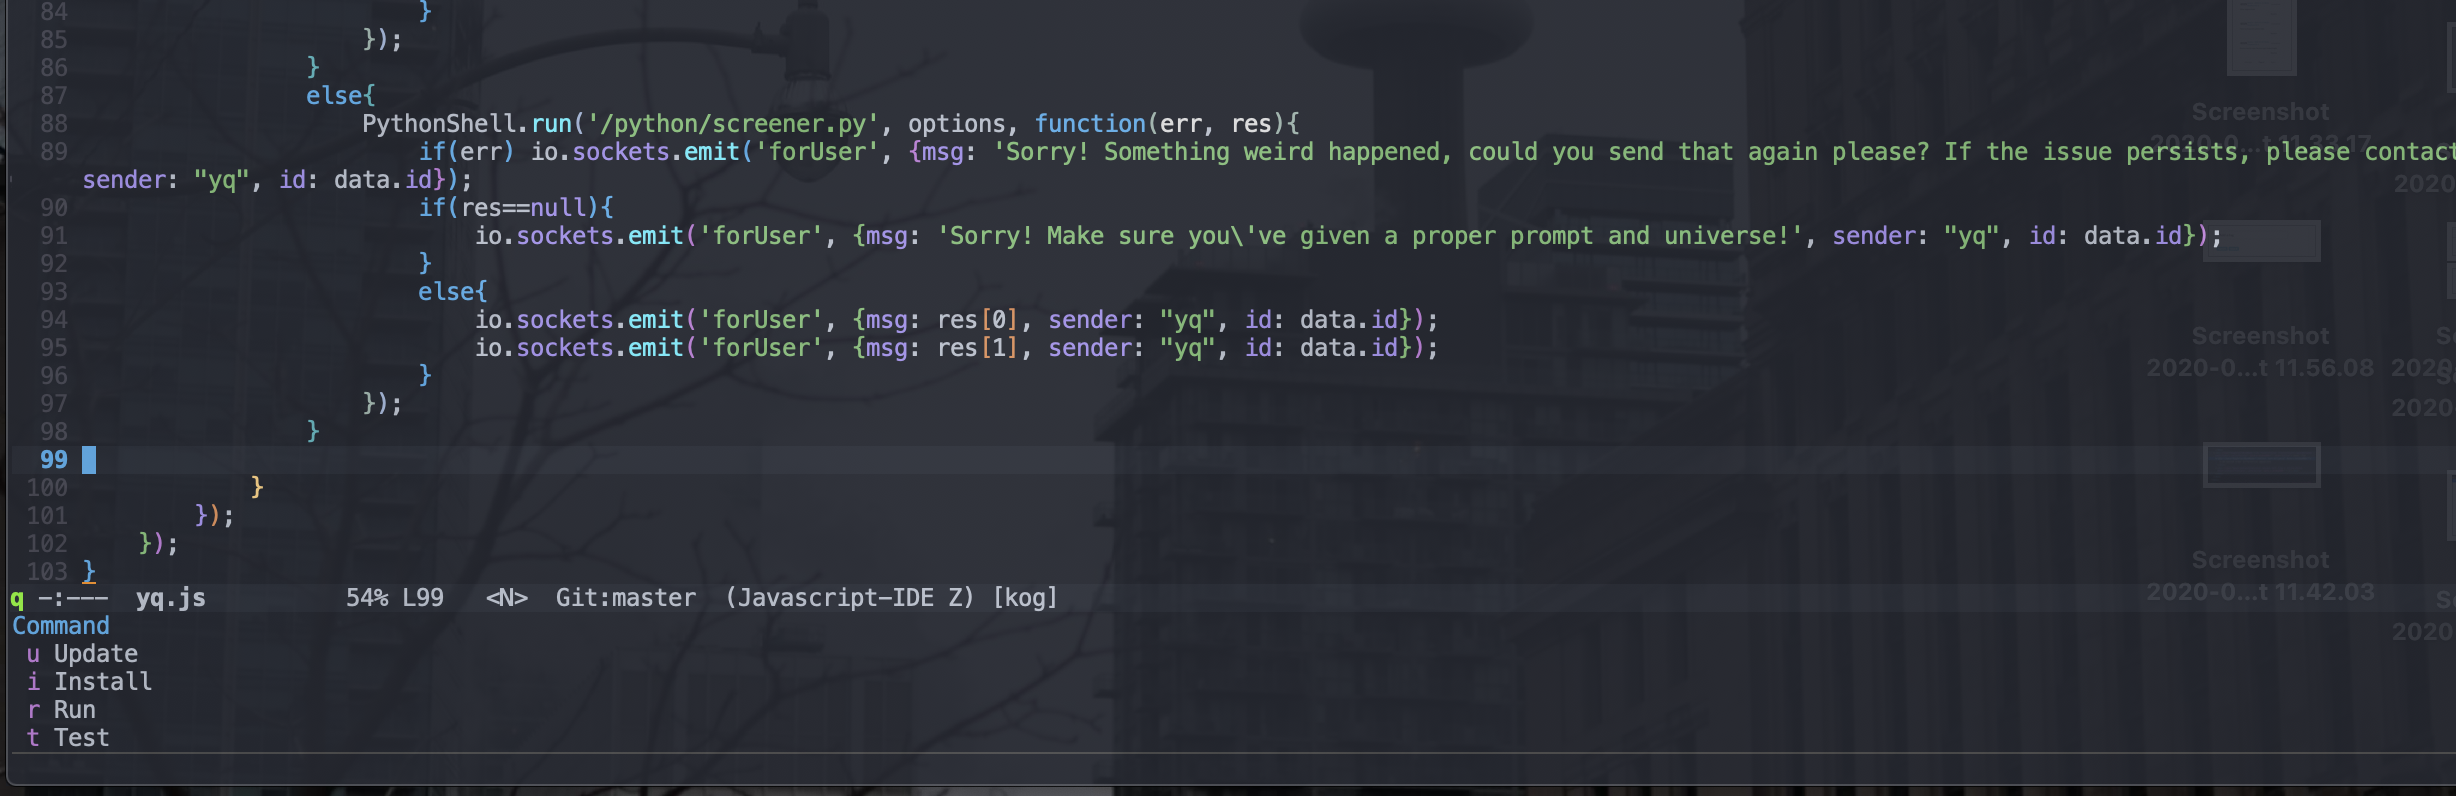 84 }
85 });
86 }
87 else{
88 PythonShell.run('/python/screener.py', options, function(err, res){
89 if(err) io.sockets.emit('forUser', {msg: 'Sorry! Something weird happened, could you send that again please? If the issue persists, please contact
sender: "yq", id: data.id});
90 if(res==null){
91 io.sockets.emit('forUser', {msg: 'Sorry! Make sure you\'ve given a proper prompt and universe!', sender: "yq", id: data.id});
92 }
93 else{
94 io.sockets.emit('forUser', {msg: res[0], sender: "yq", id: data.id});
95 io.sockets.emit('forUser', {msg: res[1], sender: "yq", id: data.id});
96 }
97 });
98 }
99
100 }
101 });
102 });
103 }
q -:--- yq.js 54% L99 <N> Git:master (Javascript-IDE Z) [kog]
Command
u Update
i Install
r Run
t Test
Screenshot
2020-0...t 11.33.17
2020
Screenshot
2020-0...t 11.56.08
2020
2020
Screenshot
2020-0...t 11.42.03
2020